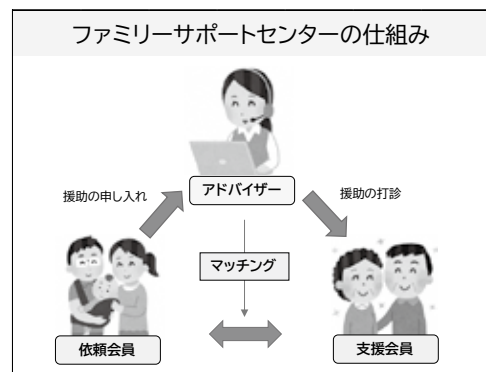 ファミリーサポートセンターの仕組み
援助の申し入れ
アドバイザー
援助の打診
マッチング
依頼会員
支援会員